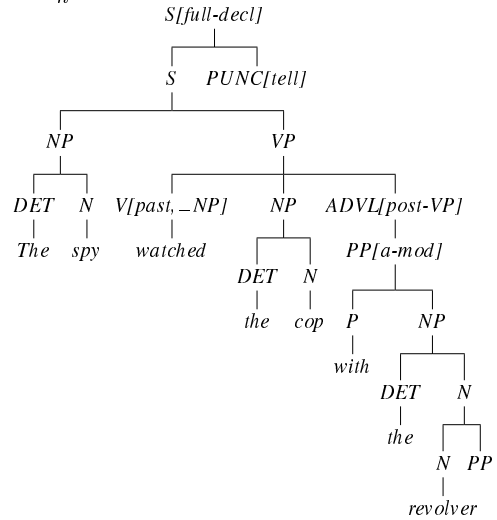 S[full-decl]
S PUNC[tell]
NP VP
DET N V[past, _NP] NP ADVL[post-VP]
The spy watched PP[a-mod]
DET N
the cop P NP
with
DET N
the
N PP
revolver